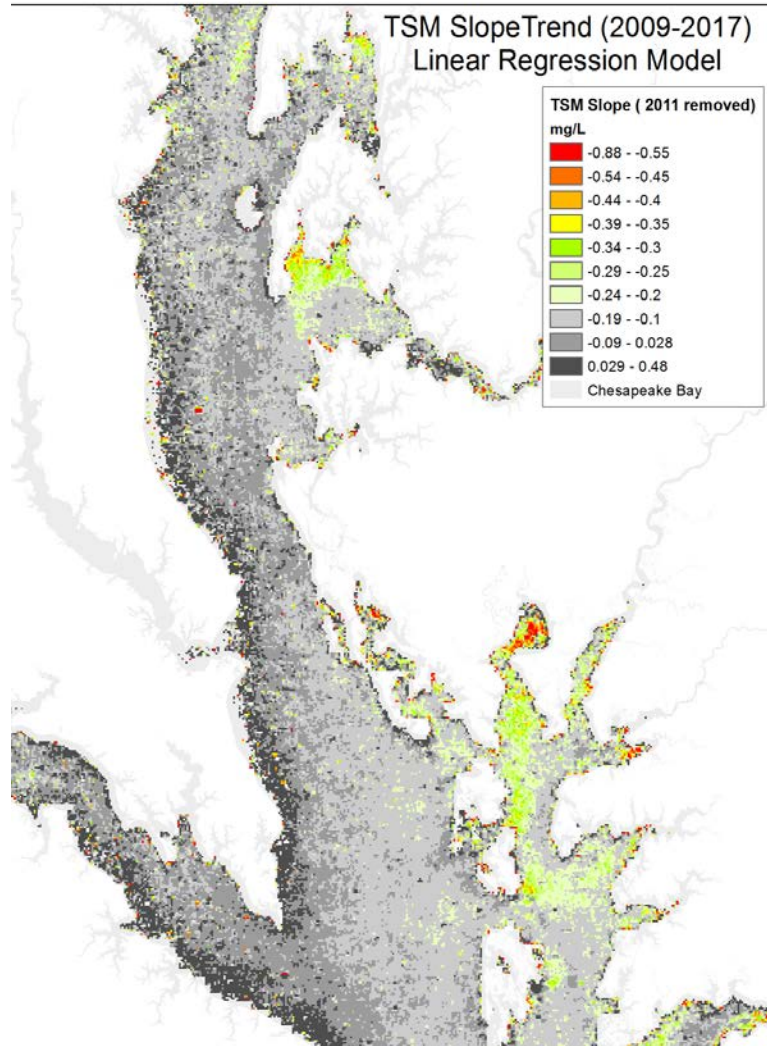 TSM SlopeTrend (2009-2017)
Linear Regression Model
TSM Slope ( 2011 removed)
mg/L
-0.88 - -0.55
-0.54 - -0.45
-0.44 - -0.4
-0.39 - -0.35
-0.34 - -0.3
-0.29 - -0.25
-0.24 - -0.2
-0.19 - -0.1
-0.09 - 0.028
0.029 - 0.48
Chesapeake Bay